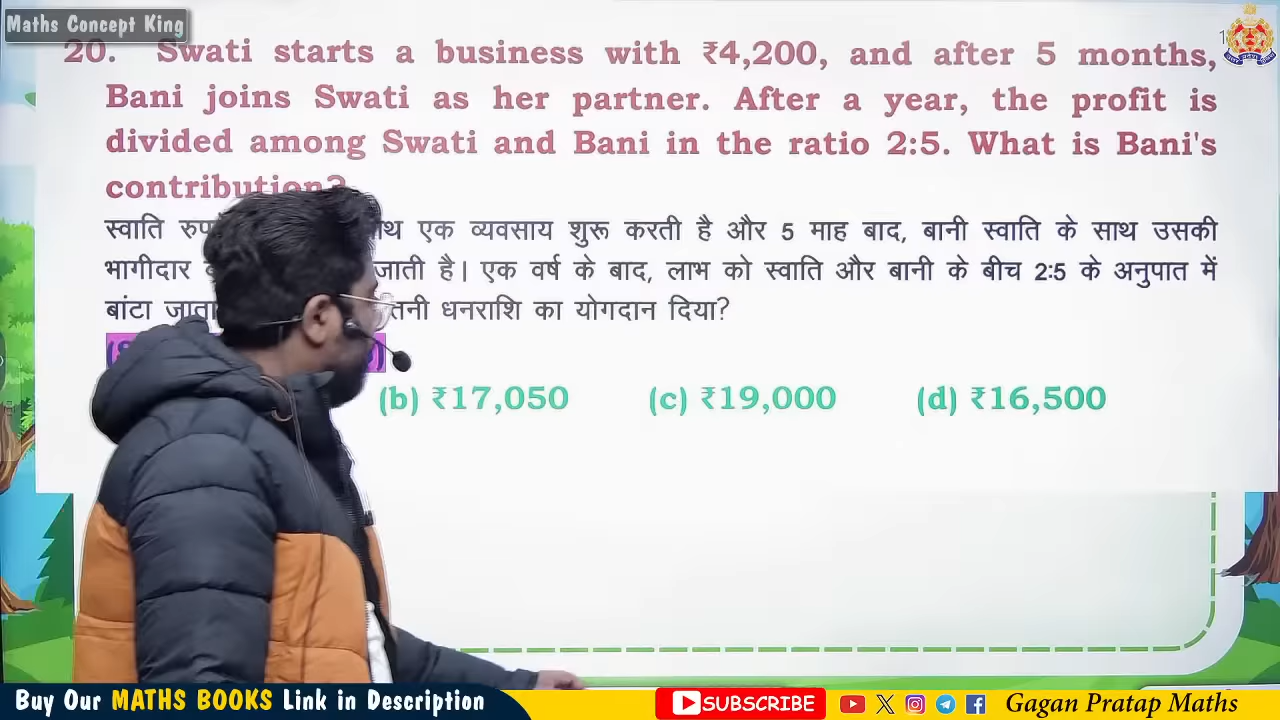 Maths Concept King
20. Swati starts a business with ₹4,200, and after 5 months,
Bani joins Swati as her partner. After a year, the profit is
divided among Swati and Bani in the ratio 2:5. What is Bani's
contribution?
स्वाति एक व्यवसाय शुरू करती है और 5 माह बाद, बानी स्वाति के साथ उसकी
भागीदार जाती है। एक वर्ष के बाद, लाभ को स्वाति और बानी के बीच 2:5 के अनुपात में
बांटा धनराशि का योगदान दिया?
(b) ₹17,050 (c) ₹19,000 (d) ₹16,500
Buy Our MATHS BOOKS Link in Description
SUBSCRIBE
Gagan Pratap Maths